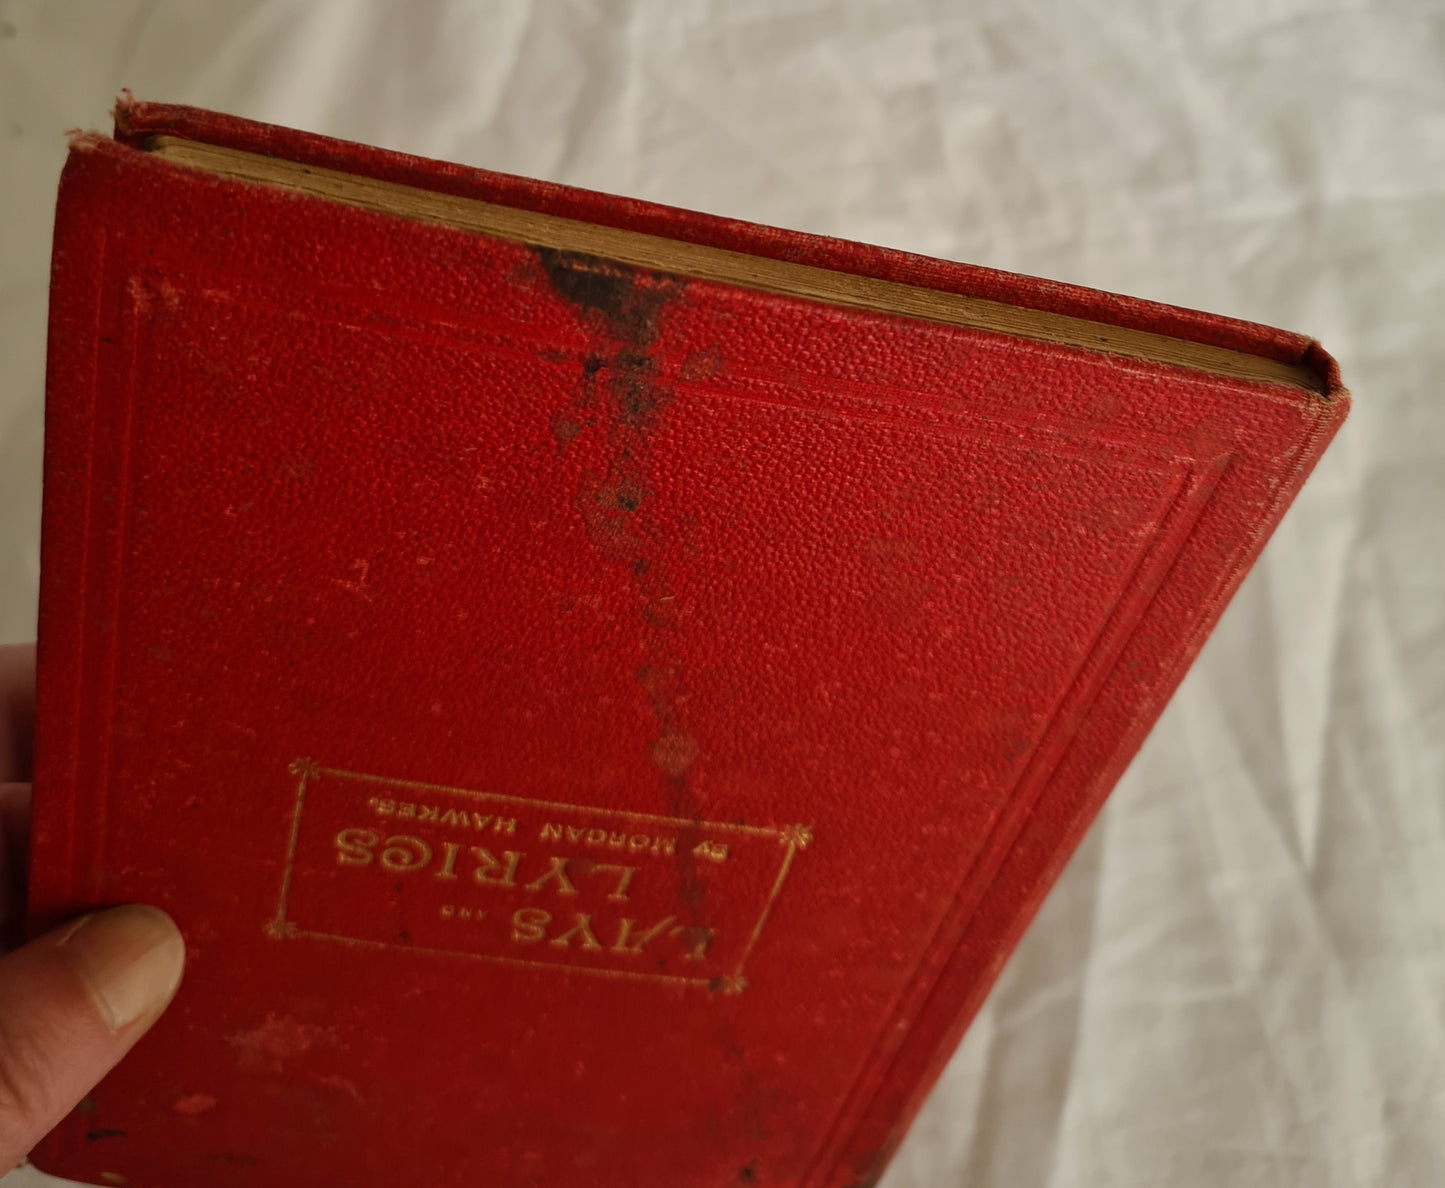 LAYS AND
LYRICS
BY MORGAN HAWKES.